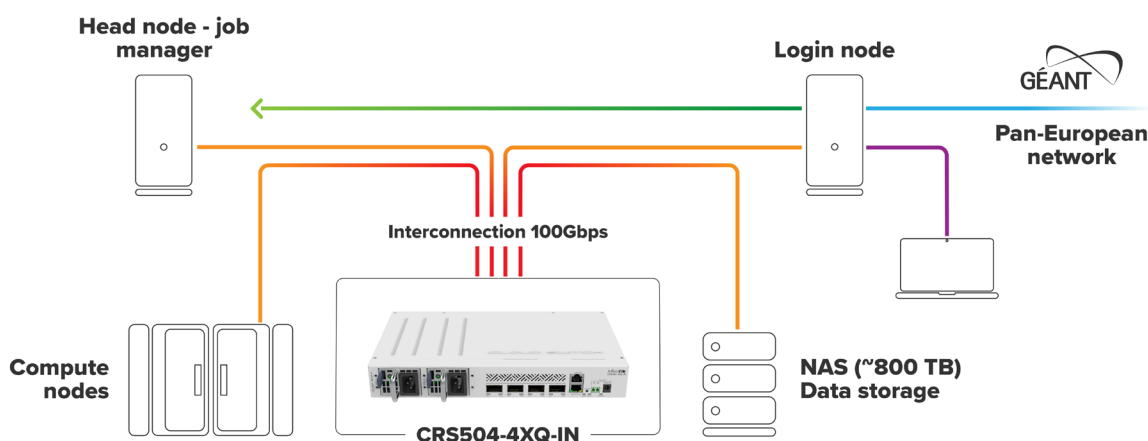 Head node - job
manager
Login node
GÉANT
Pan-European
network
Interconnection 100Gbps
Compute
nodes
NAS (~800 TB)
Data storage
CRS504-4XQ-IN